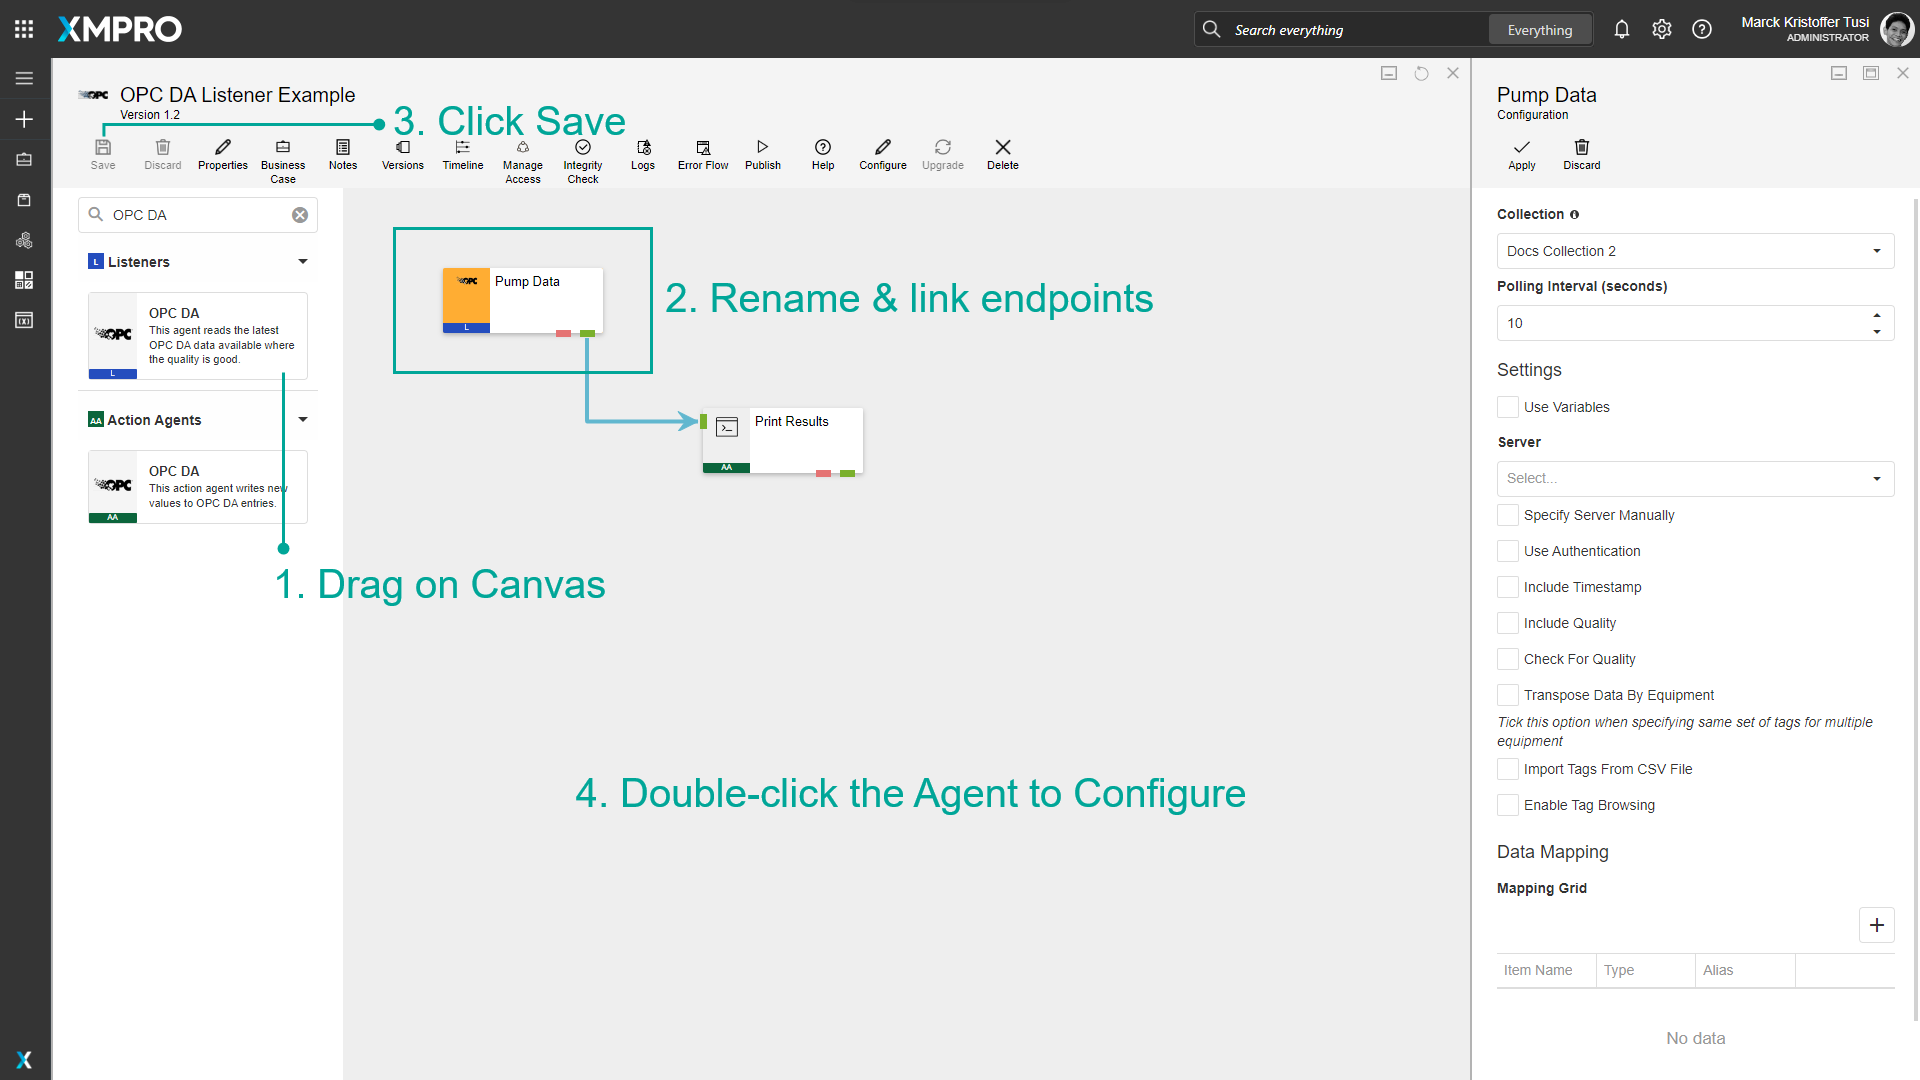 XMPRO
Search everything
Everything
Marck Kristoffer Tusi
ADMINISTRATOR
OPC
OPC DA Listener Example
Version 1.2
3. Click Save
Save
Discard
Properties
Business Case
Notes
Versions
Timeline
Manage Access
Integrity Check
Logs
Error Flow
Publish
Help
Configure
Upgrade
Delete
OPC DA
L Listeners
OPC
L
OPC DA
This agent reads the latest
OPC DA data available where
the quality is good.
AA Action Agents
OPC
AA
OPC DA
This action agent writes new
values to OPC DA entries.
1. Drag on Canvas
OPC
L
Pump Data
2. Rename & link endpoints
Print Results
AA
4. Double-click the Agent to Configure
Pump Data
Configuration
Apply
Discard
Collection
Docs Collection 2
Polling Interval (seconds)
10
Settings
Use Variables
Server
Select...
Specify Server Manually
Use Authentication
Include Timestamp
Include Quality
Check For Quality
Transpose Data By Equipment
Tick this option when specifying same set of tags for multiple
equipment
Import Tags From CSV File
Enable Tag Browsing
Data Mapping
Mapping Grid
Item Name
Type
Alias
No data